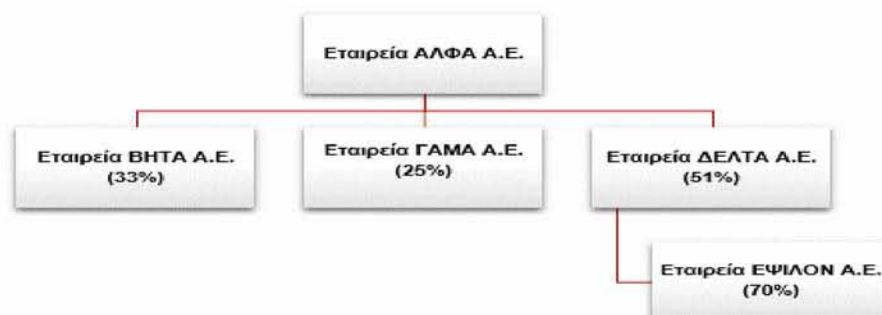 Εταιρεία ΑΛΦΑ Α.Ε.
Εταιρεία ΒΗΤΑ Α.Ε.
(33%)
Εταιρεία ΓΑΜΑ Α.Ε.
(25%)
Εταιρεία ΔΕΛΤΑ Α.Ε.
(51%)
Εταιρεία ΕΨΙΛΟΝ Α.Ε.
(70%)